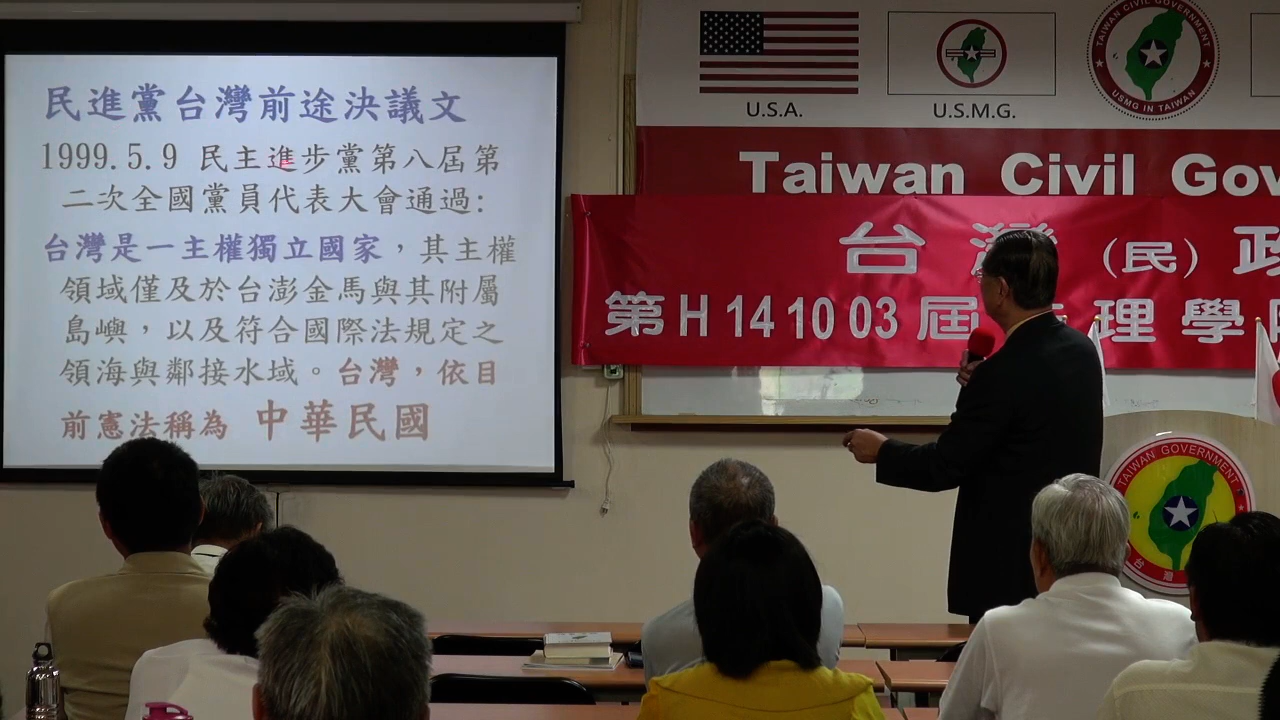 民進黨台灣前途決議文
1999.5.9 民主進步黨第八屆第
二次全國黨員代表大會通過:
台灣是一主權獨立國家，其主權
領域僅及於台澎金馬與其附屬
島嶼，以及符合國際法規定之
領海與鄰接水域。台灣，依目
前憲法稱為 中華民國
U.S.A.
U.S.M.G.
TAIWAN CIVIL GOVERNMENT
USMG IN TAIWAN
Taiwan Civil Gov
台灣(民)政
第H 14 10 03 屆 理學
TAIWAN GOVERNMENT
台灣